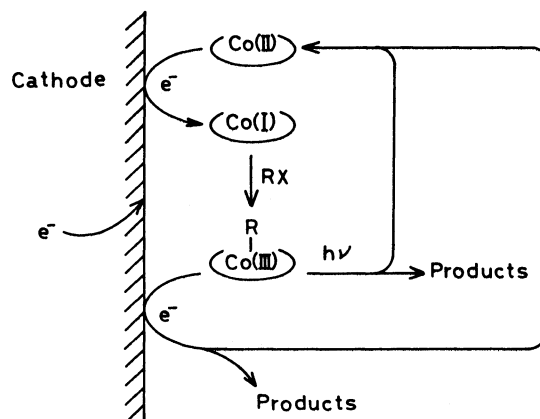 Co(II)
Cathode
e⁻
Co(I)
RX
R
e⁻
Co(III)
hν
Products
e⁻
Products